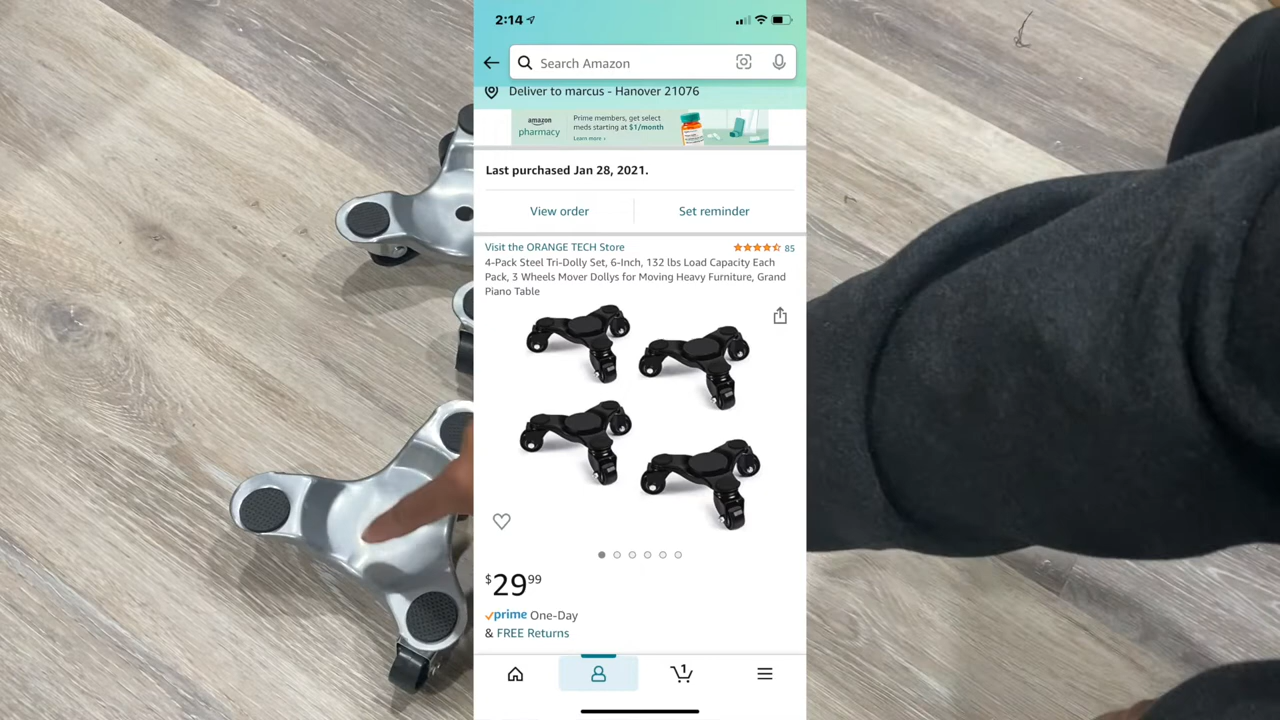 2:14
Search Amazon
Deliver to marcus - Hanover 21076
amazon
pharmacy
Prime members, get select
meds starting at $1/month
Learn more ›
Last purchased Jan 28, 2021.
View order
Set reminder
Visit the ORANGE TECH Store
85
4-Pack Steel Tri-Dolly Set, 6-Inch, 132 lbs Load Capacity Each
Pack, 3 Wheels Mover Dollys for Moving Heavy Furniture, Grand
Piano Table
$29 99
prime One-Day
& FREE Returns
1